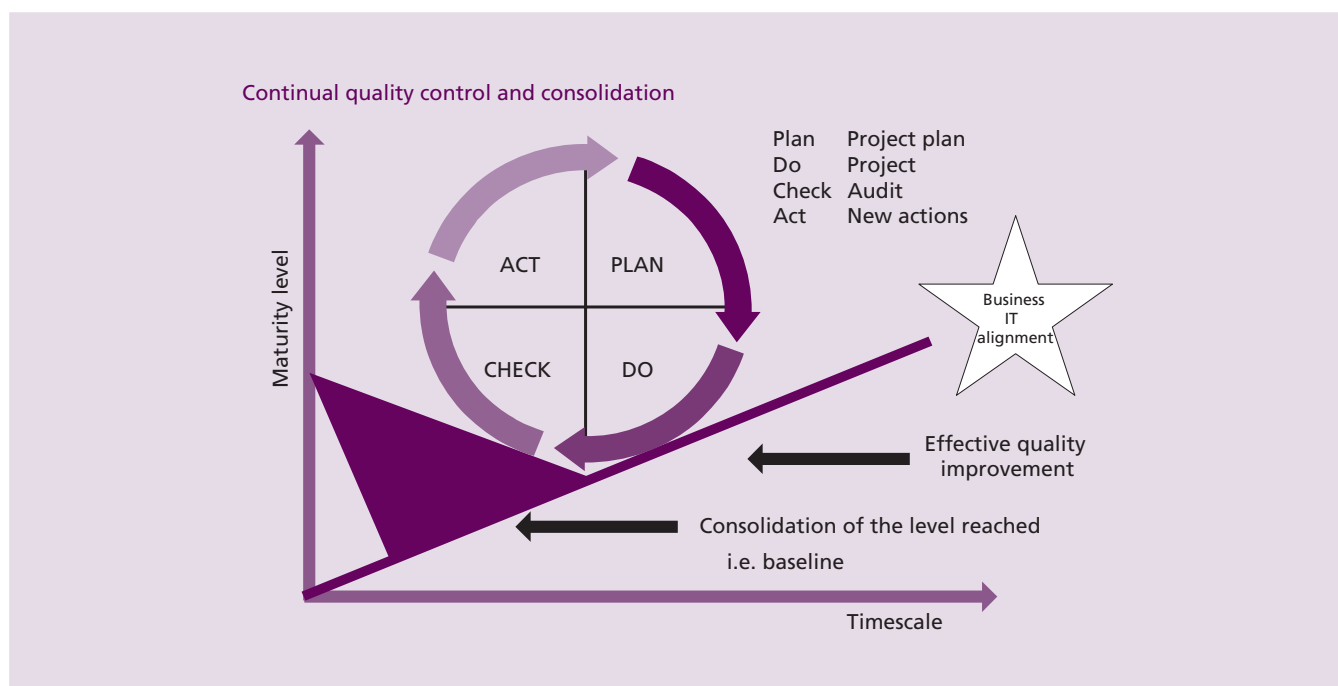 Continual quality control and consolidation
Plan Project plan
Do Project
Check Audit
Act New actions
Maturity level
ACT PLAN
CHECK DO
Business
IT
alignment
Effective quality
improvement
Consolidation of the level reached
i.e. baseline
Timescale